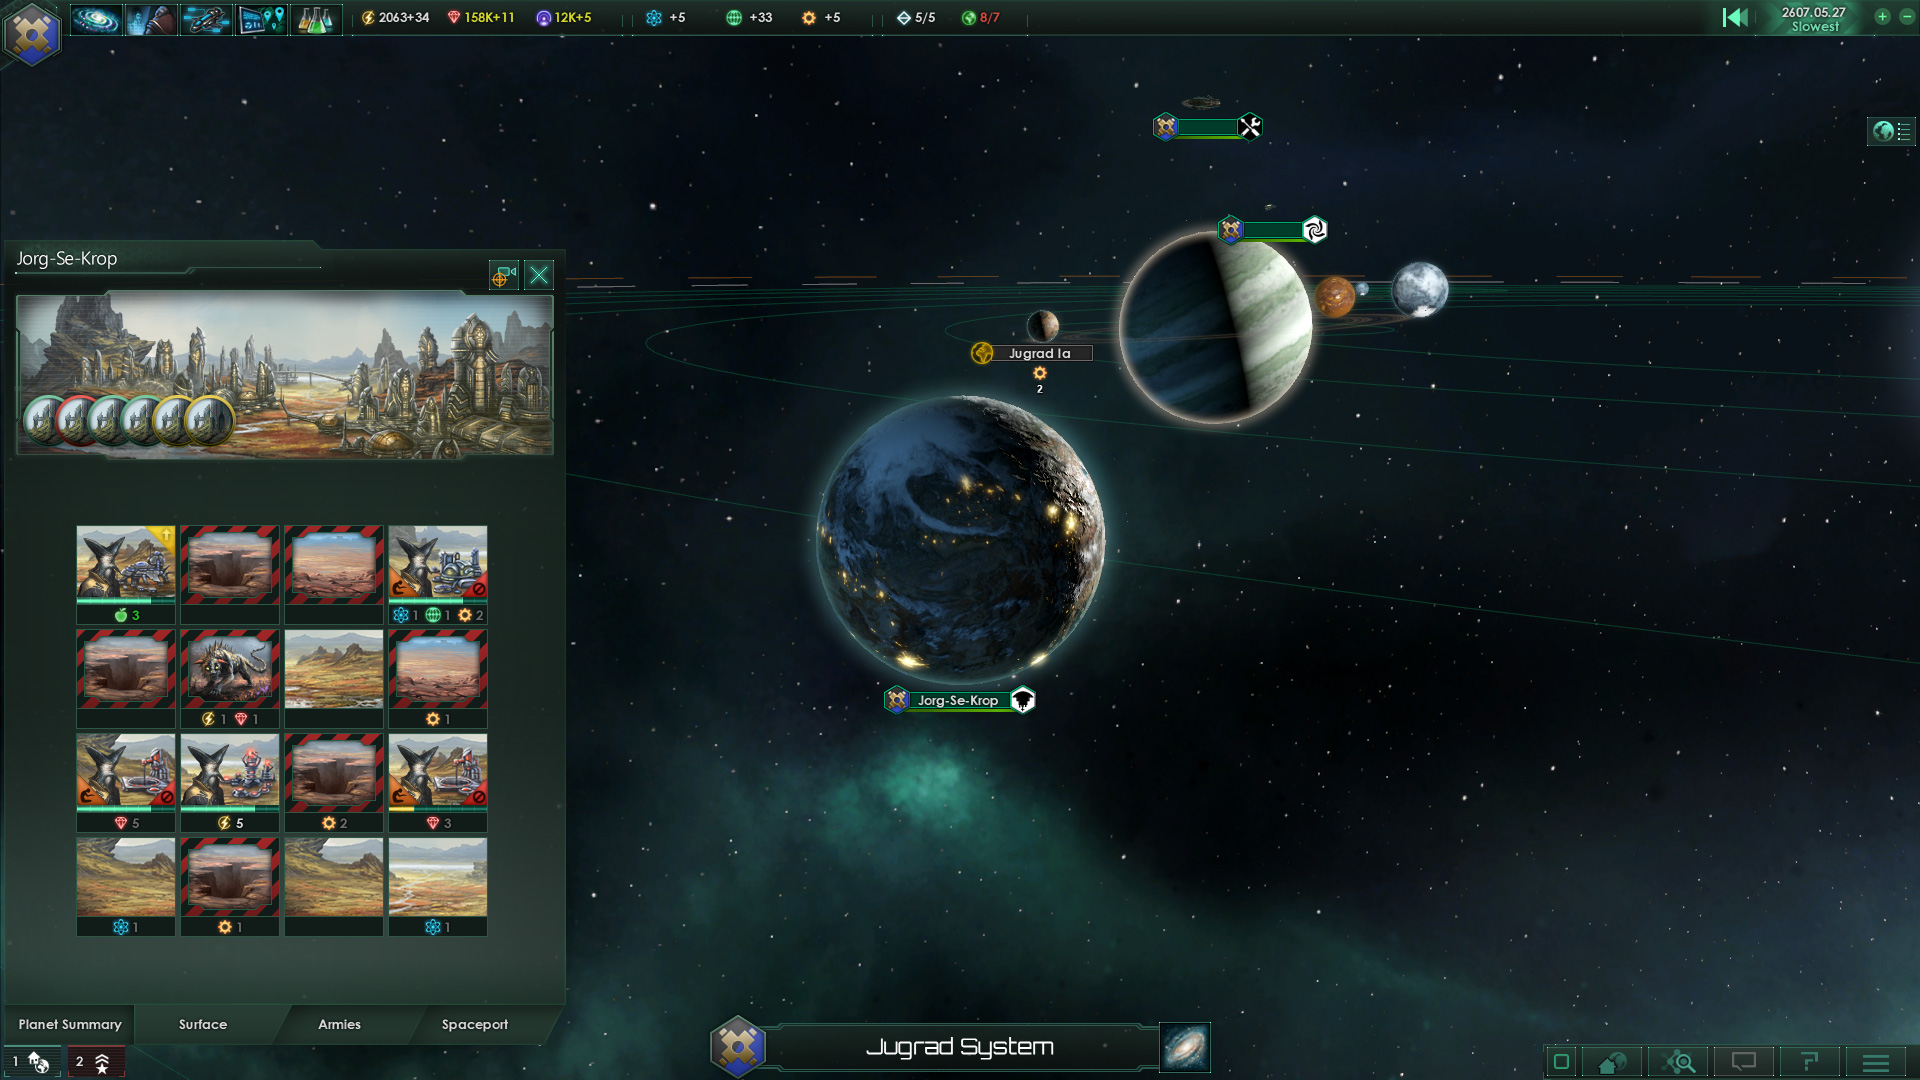 2063+34 158K+11 12K+5 +5 +33 +5 5/5 8/7
2607.05.27
Slowest
Jorg-Se-Krop
Jugrad Ia
2
Jorg-Se-Krop
3
1 1 2
1 1
1
5
5
2
3
1
1
1
Planet Summary Surface Armies Spaceport
1 2
Jugrad System